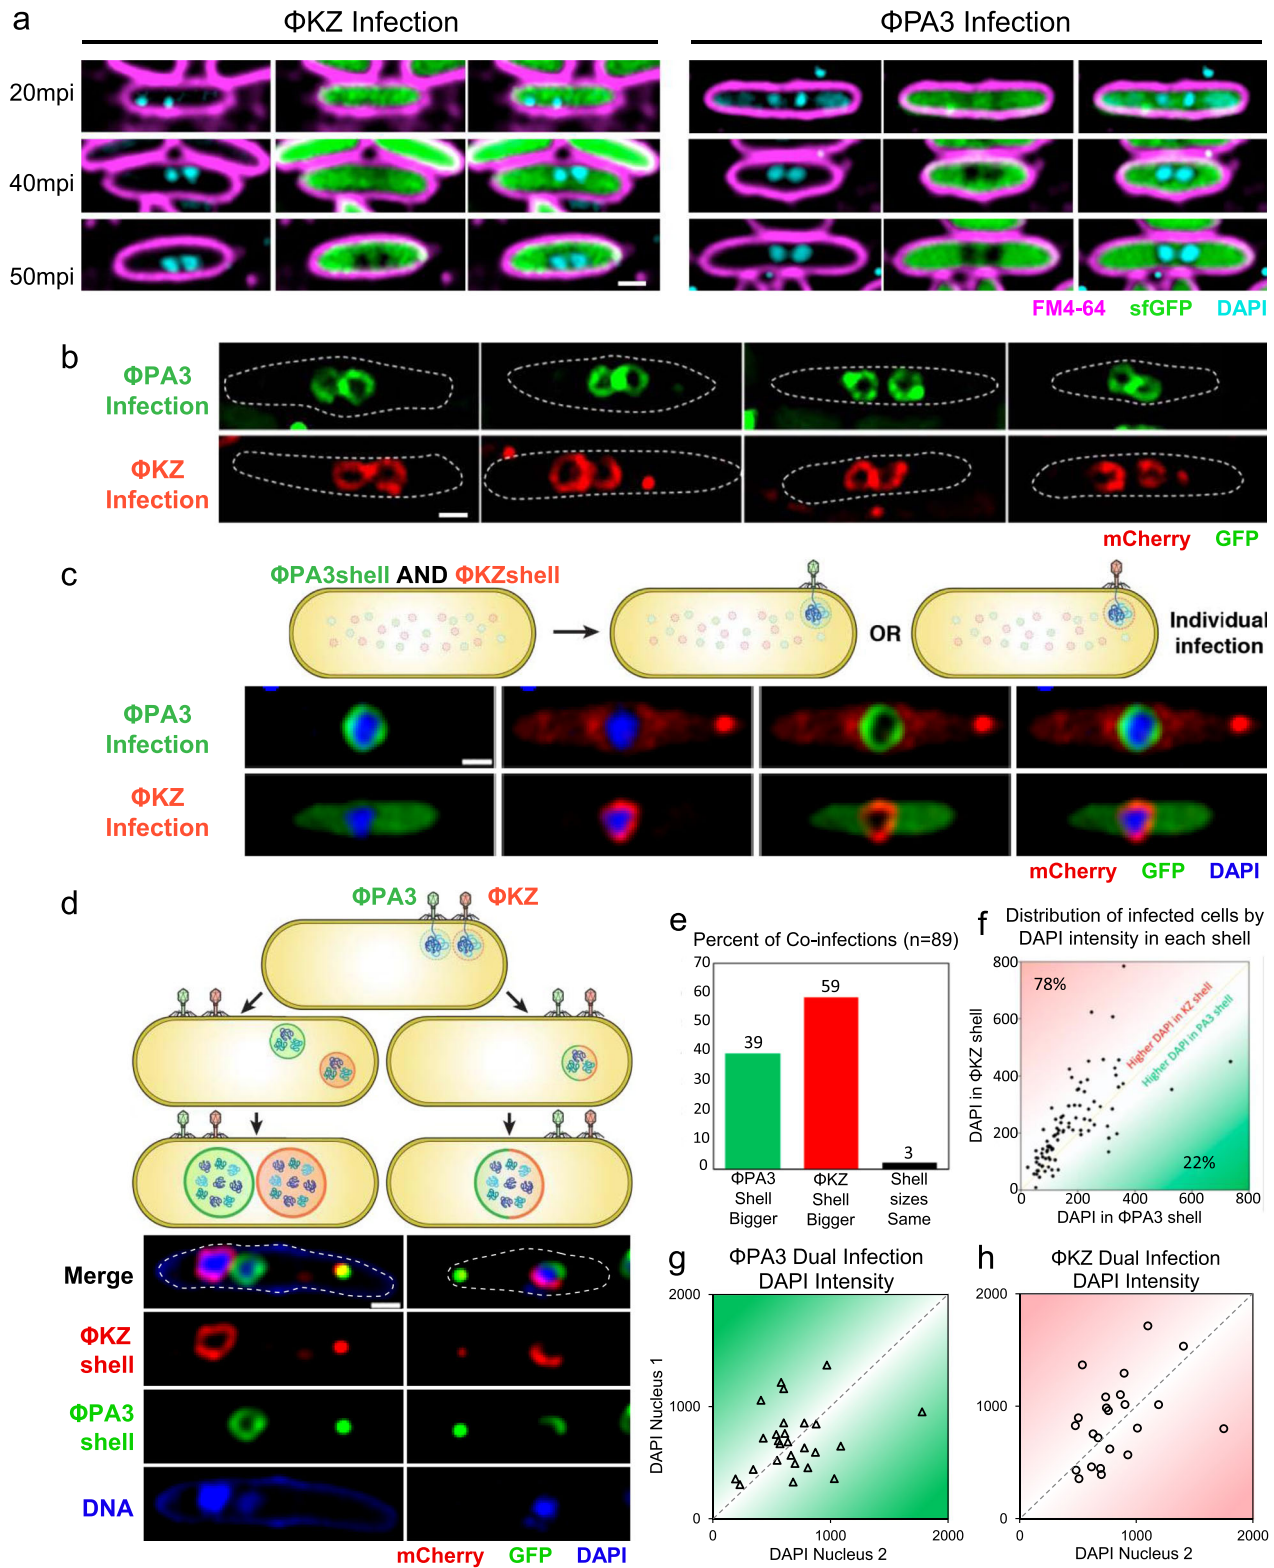 a
ΦKZ Infection
ΦPA3 Infection
20mpi
40mpi
50mpi
FM4-64 sfGFP DAPI
b
ΦPA3
Infection
ΦKZ
Infection
mCherry GFP
c
ΦPA3shell AND ΦKZshell
OR
Individual
infection
ΦPA3
Infection
ΦKZ
Infection
mCherry GFP DAPI
d
ΦPA3 ΦKZ
Merge
ΦKZ
shell
ΦPA3
shell
DNA
mCherry GFP DAPI
e
Percent of Co-infections (n=89)
70
60
50
40
30
20
10
0
39
59
3
ΦPA3
Shell
Bigger
ΦKZ
Shell
Bigger
Shell
sizes
Same
f
Distribution of infected cells by
DAPI intensity in each shell
DAPI in ΦKZ shell
800
600
400
200
0
78%
Higher DAPI in KZ shell
Higher DAPI in PA3 shell
22%
0 200 400 600 800
DAPI in ΦPA3 shell
g
ΦPA3 Dual Infection
DAPI Intensity
DAPI Nucleus 1
2000
1000
0
0 1000 2000
DAPI Nucleus 2
h
ΦKZ Dual Infection
DAPI Intensity
2000
1000
0
0 1000 2000
DAPI Nucleus 2